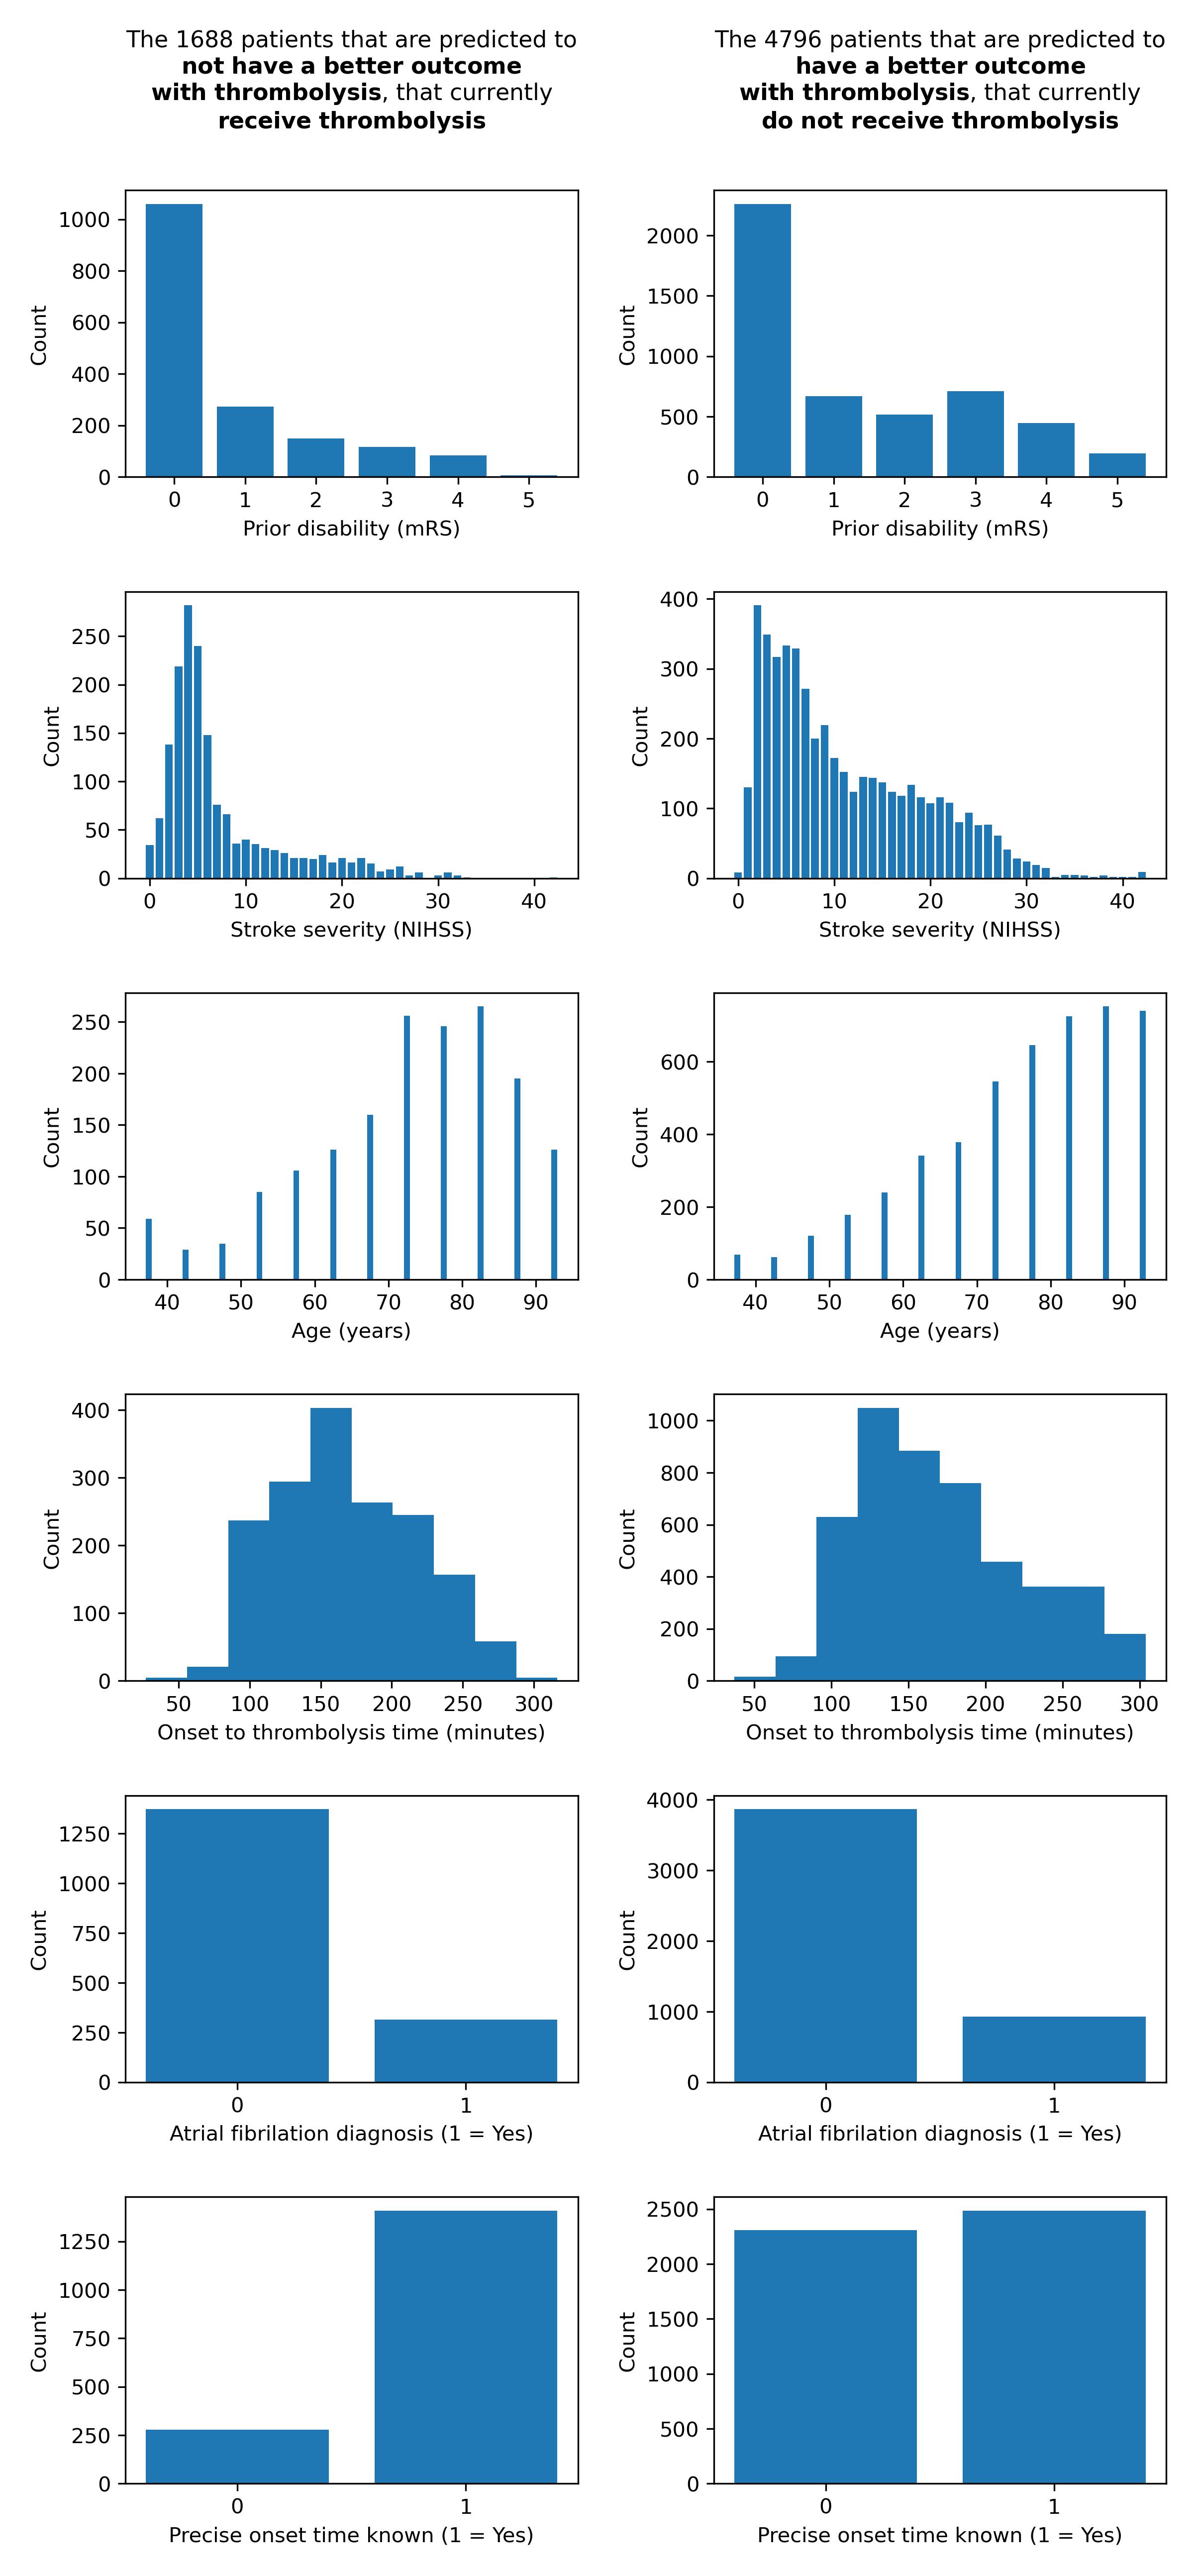 The 1688 patients that are predicted to
not have a better outcome
with thrombolysis, that currently
receive thrombolysis
The 4796 patients that are predicted to
have a better outcome
with thrombolysis, that currently
do not receive thrombolysis
Count
1000
800
600
400
200
0
0 1 2 3 4 5
Prior disability (mRS)
Count
2000
1500
1000
500
0
0 1 2 3 4 5
Prior disability (mRS)
Count
250
200
150
100
50
0
0 10 20 30 40
Stroke severity (NIHSS)
Count
400
300
200
100
0
0 10 20 30 40
Stroke severity (NIHSS)
Count
250
200
150
100
50
0
40 50 60 70 80 90
Age (years)
Count
600
400
200
0
40 50 60 70 80 90
Age (years)
Count
400
300
200
100
0
50 100 150 200 250 300
Onset to thrombolysis time (minutes)
Count
1000
800
600
400
200
0
50 100 150 200 250 300
Onset to thrombolysis time (minutes)
Count
1250
1000
750
500
250
0
0 1
Atrial fibrilation diagnosis (1 = Yes)
Count
4000
3000
2000
1000
0
0 1
Atrial fibrilation diagnosis (1 = Yes)
Count
1250
1000
750
500
250
0
0 1
Precise onset time known (1 = Yes)
Count
2500
2000
1500
1000
500
0
0 1
Precise onset time known (1 = Yes)